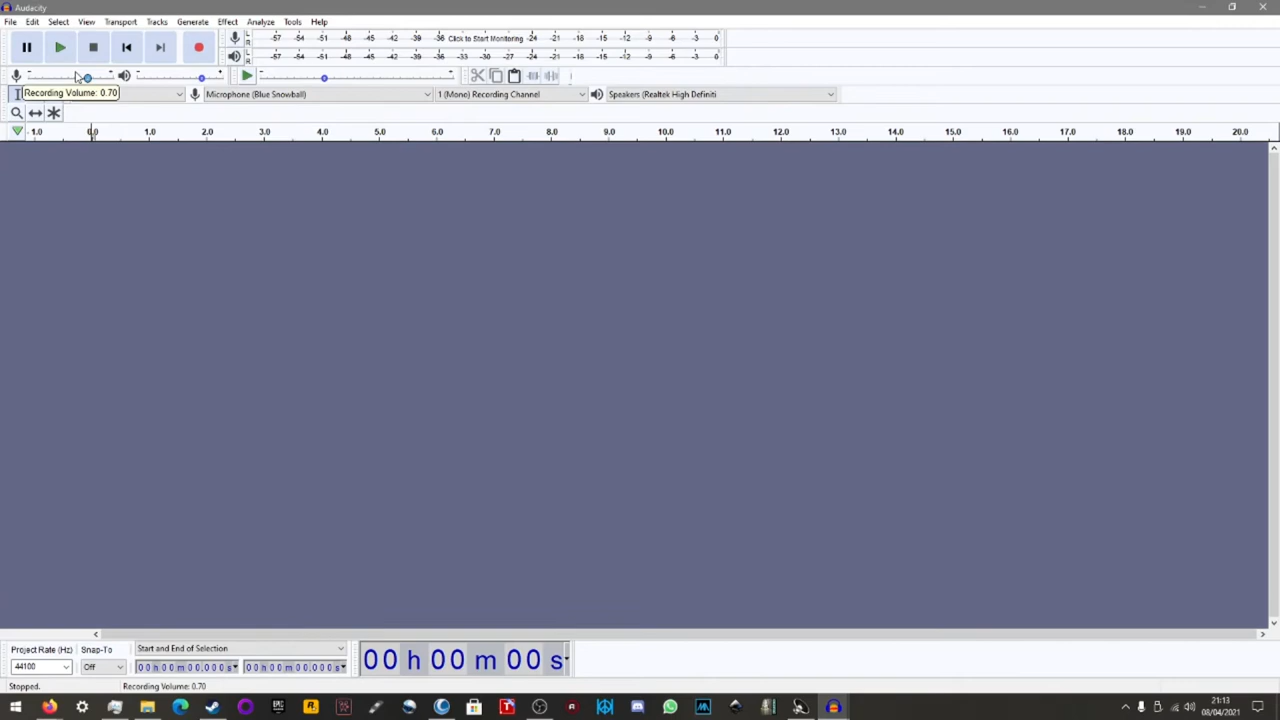 Audacity
File Edit Select View Transport Tracks Generate Effect Analyze Tools Help
L R -57 -54 -51 -48 -45 -42 -39 -36 Click to Start Monitoring -24 -21 -18 -15 -12 -9 -6 -3 0
L R -57 -54 -51 -48 -45 -42 -39 -36 -33 -30 -27 -24 -21 -18 -15 -12 -9 -6 -3 0
Recording Volume: 0.70
Microphone (Blue Snowball) 1 (Mono) Recording Channel Speakers (Realtek High Definiti
-1.0 0.0 1.0 2.0 3.0 4.0 5.0 6.0 7.0 8.0 9.0 10.0 11.0 12.0 13.0 14.0 15.0 16.0 17.0 18.0 19.0 20.0
Project Rate (Hz) Snap-To Start and End of Selection
44100 Off 00h00m00.000s 00h00m00.000s 00h00m00s
Stopped. Recording Volume: 0.70
21:13
08/04/2021